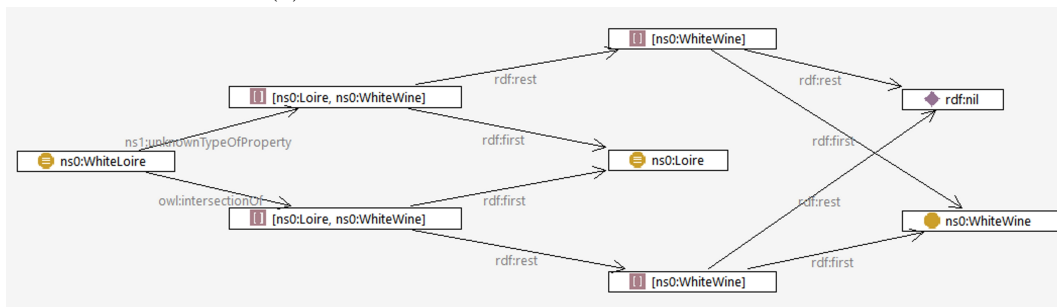 [ns0:WhiteWine]
rdf:rest
rdf:rest
[ns0:Loire, ns0:WhiteWine]
rdf:nil
ns1:unknownTypeOfProperty
rdf:first
rdf:first
ns0:WhiteLoire
ns0:Loire
owl:intersectionOf
rdf:first
rdf:rest
[ns0:Loire, ns0:WhiteWine]
ns0:WhiteWine
rdf:rest
rdf:first
[ns0:WhiteWine]